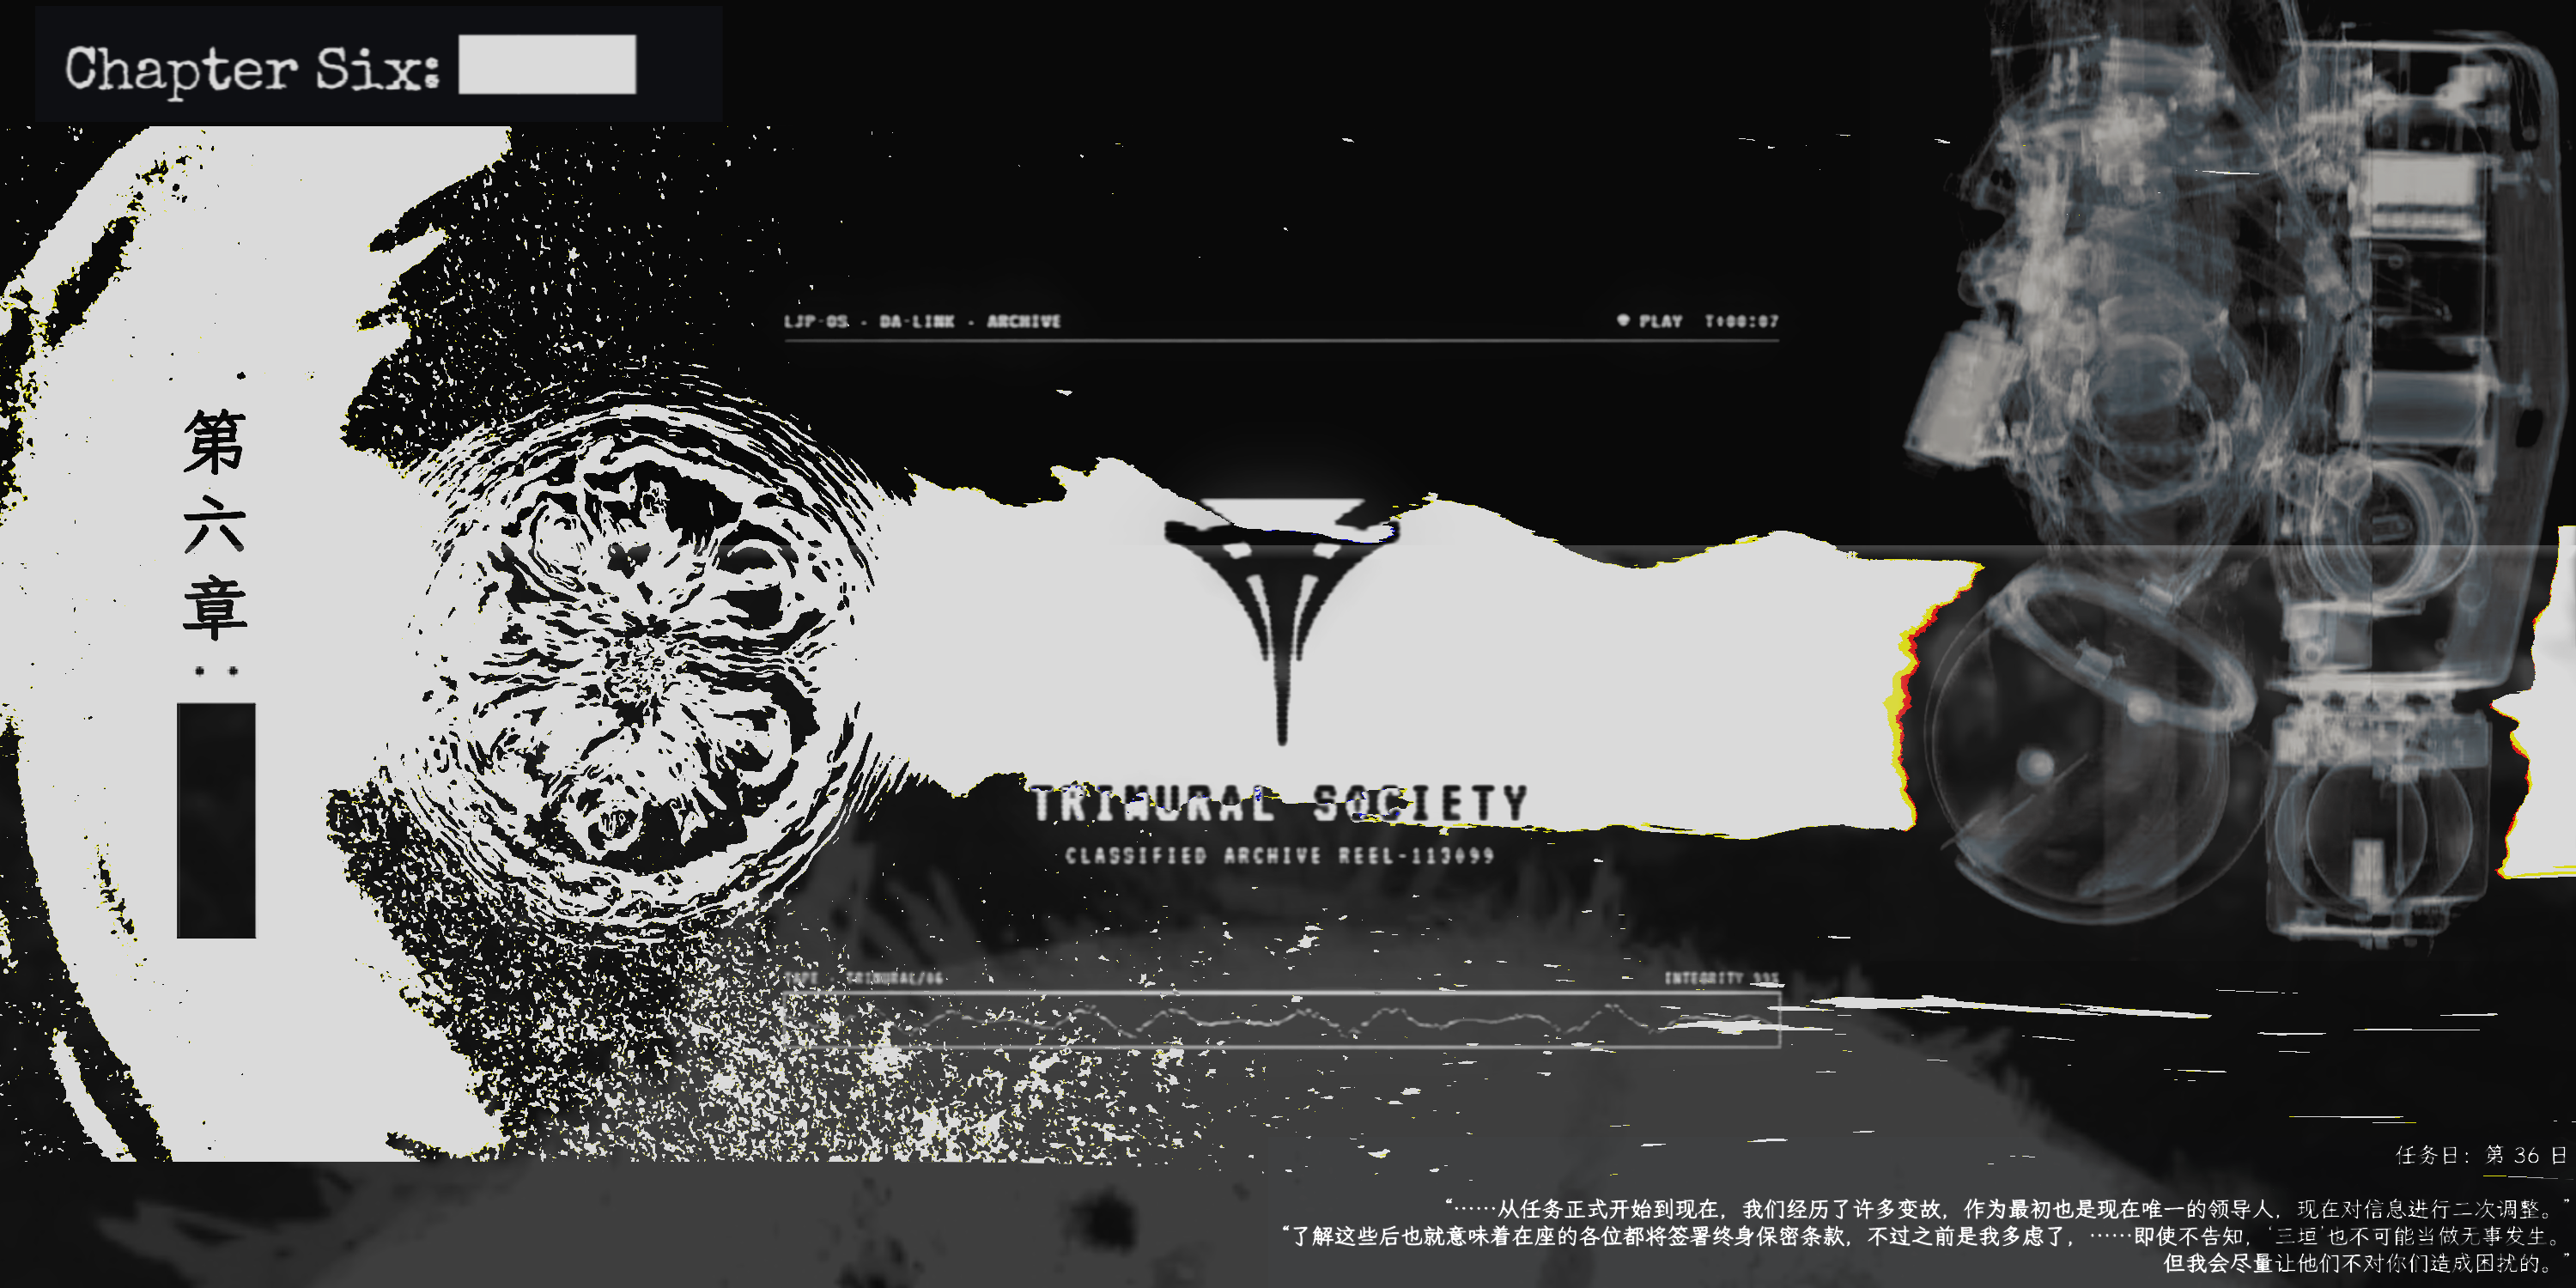 Chapter Six:
第六章：
LJP-OS - DA-LINK - ARCHIVE
PLAY T+00:07
TRIMURAL SOCIETY
CLASSIFIED ARCHIVE REEL-113099
TRIMURAL/06
INTEGRITY
任务日：第 36 日
“……从任务正式开始到现在，我们经历了许多变故，作为最初也是现在唯一的领导人，现在对信息进行二次调整。”
“了解这些后也就意味着在座的各位都将签署终身保密条款，不过之前是我多虑了，……即使不告知，‘三垣’也不可能当做无事发生。
但我会尽量让他们不对你们造成困扰的。”